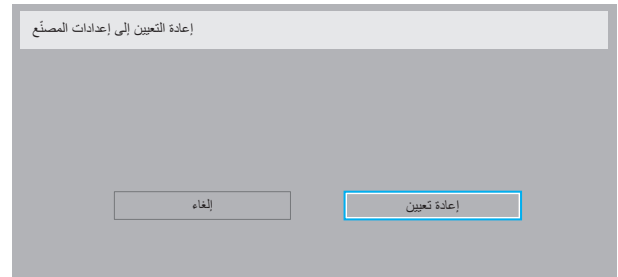 إعادة التعيين إلى إعدادات المصنّع
إعادة تعيين
إلغاء